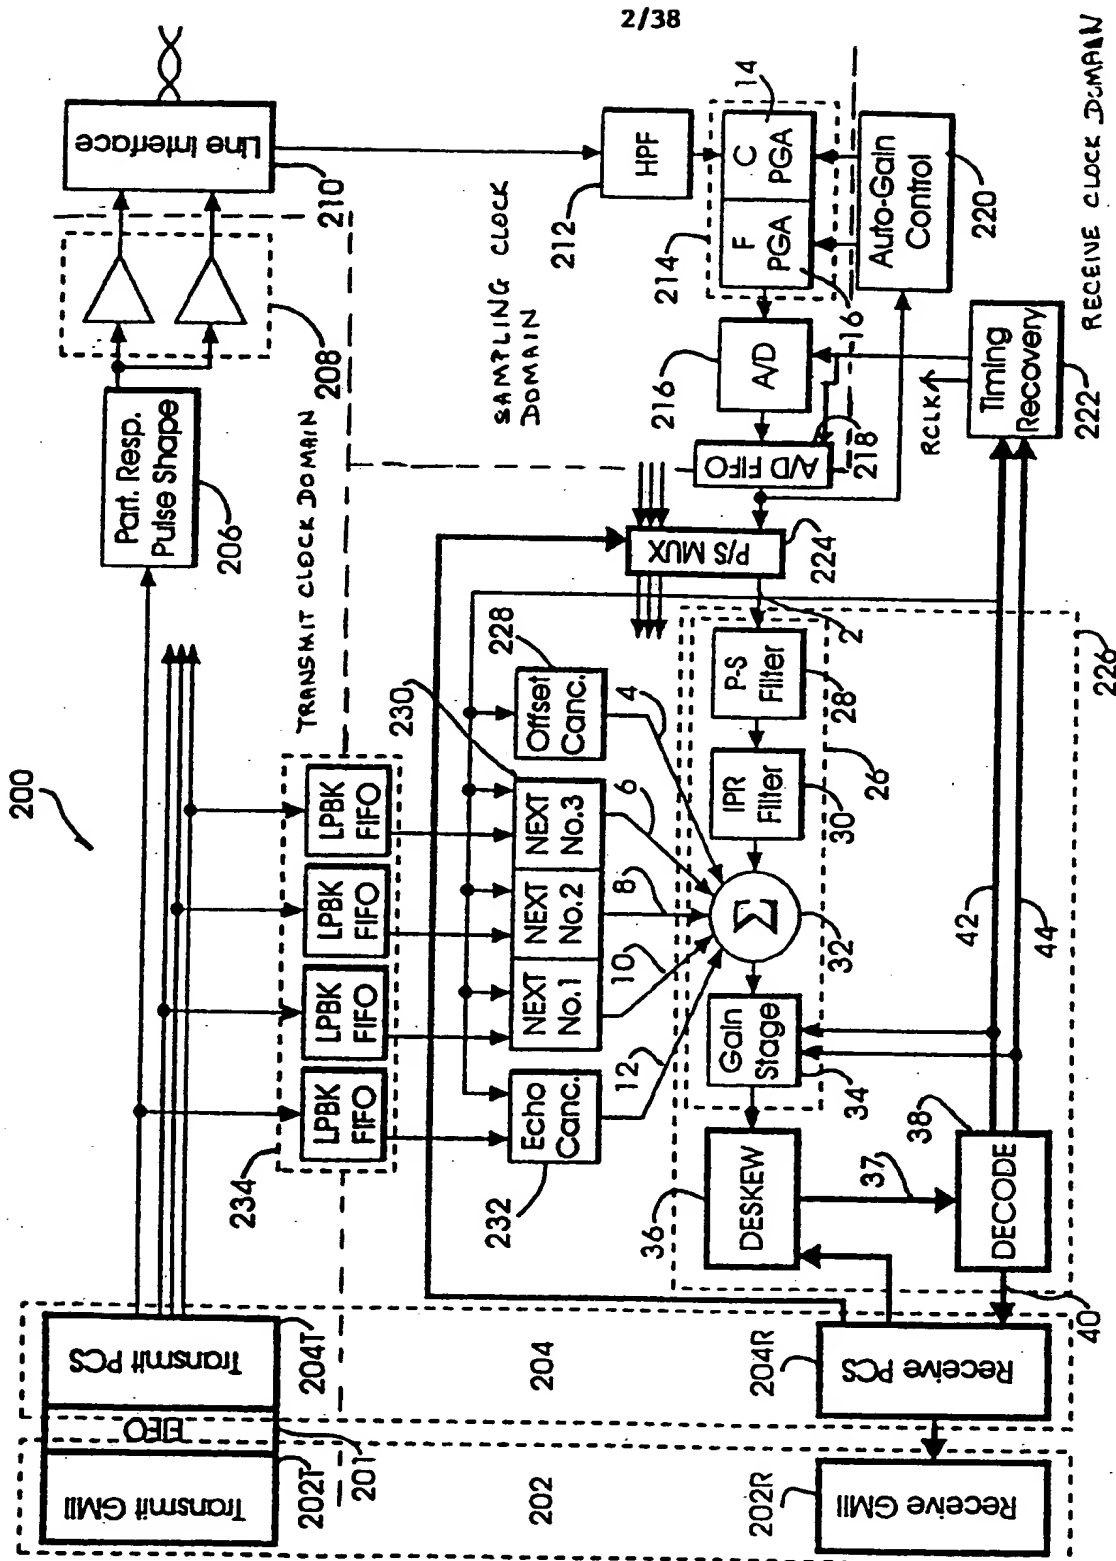 2/38
200
Transmit GMII
202T
FIFO
201
Transmit PCS
204T
202
204
Receive GMII
202R
Receive PCS
204R
Part. Resp.
Pulse Shape
206
208
Line Interface
210
TRANSMIT CLOCK DOMAIN
SAMPLING CLOCK
DOMAIN
RECEIVE CLOCK DOMAIN
234
LPBK
FIFO
LPBK
FIFO
LPBK
FIFO
LPBK
FIFO
212
HPF
214
F
PGA
C
PGA
14
16
Auto-Gain
Control
220
216
A/D
A/D FIFO
218
P/S MUX
224
RCLK
Timing
Recovery
222
232
Echo
Canc.
NEXT
No.1
NEXT
No.2
NEXT
No.3
230
Offset
Canc.
228
12
10
8
6
4
2
36
DESKEW
Gain
Stage
34
Σ
32
IPR
Filter
30
P-S
Filter
28
26
37
DECODE
38
40
42
44
226